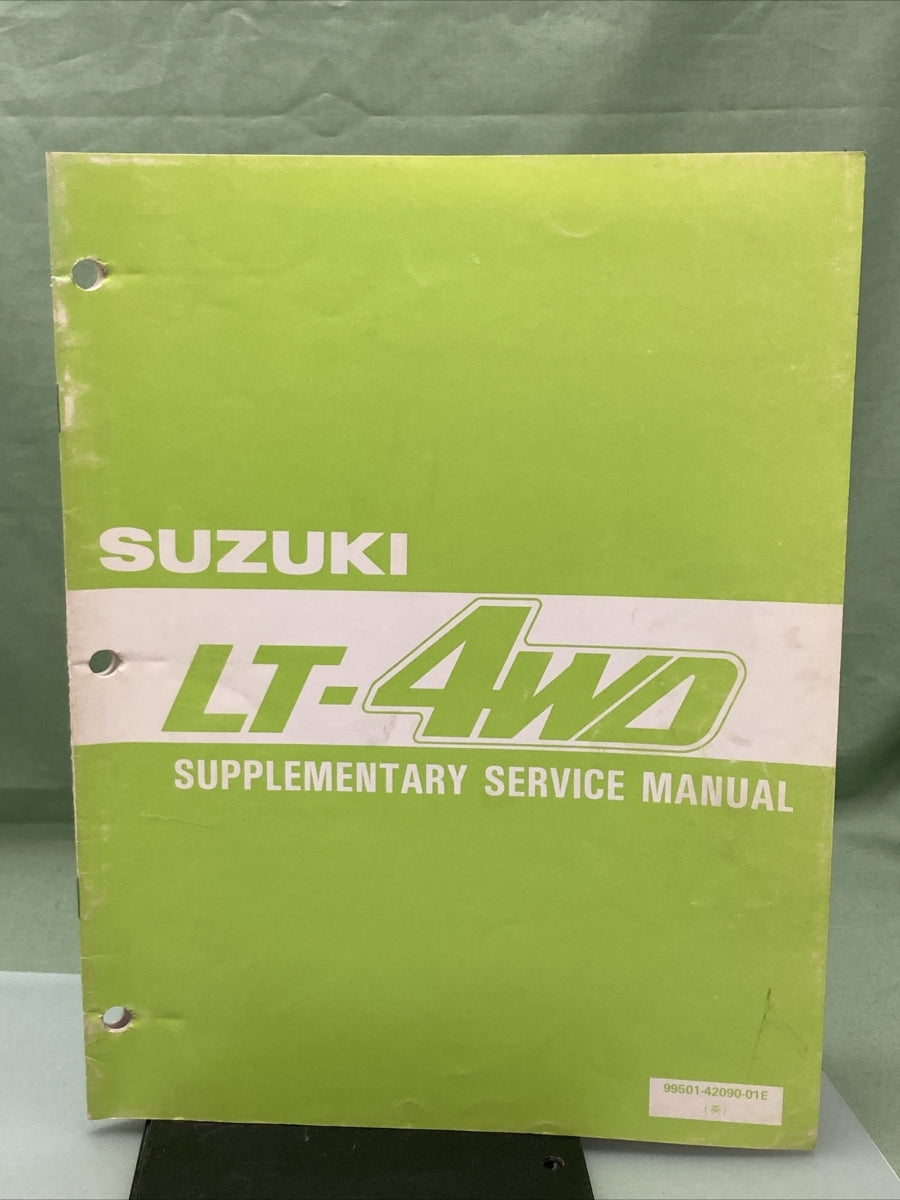 SUZUKI
LT-4WD
SUPPLEMENTARY SERVICE MANUAL
99501-42090-01E
(英)